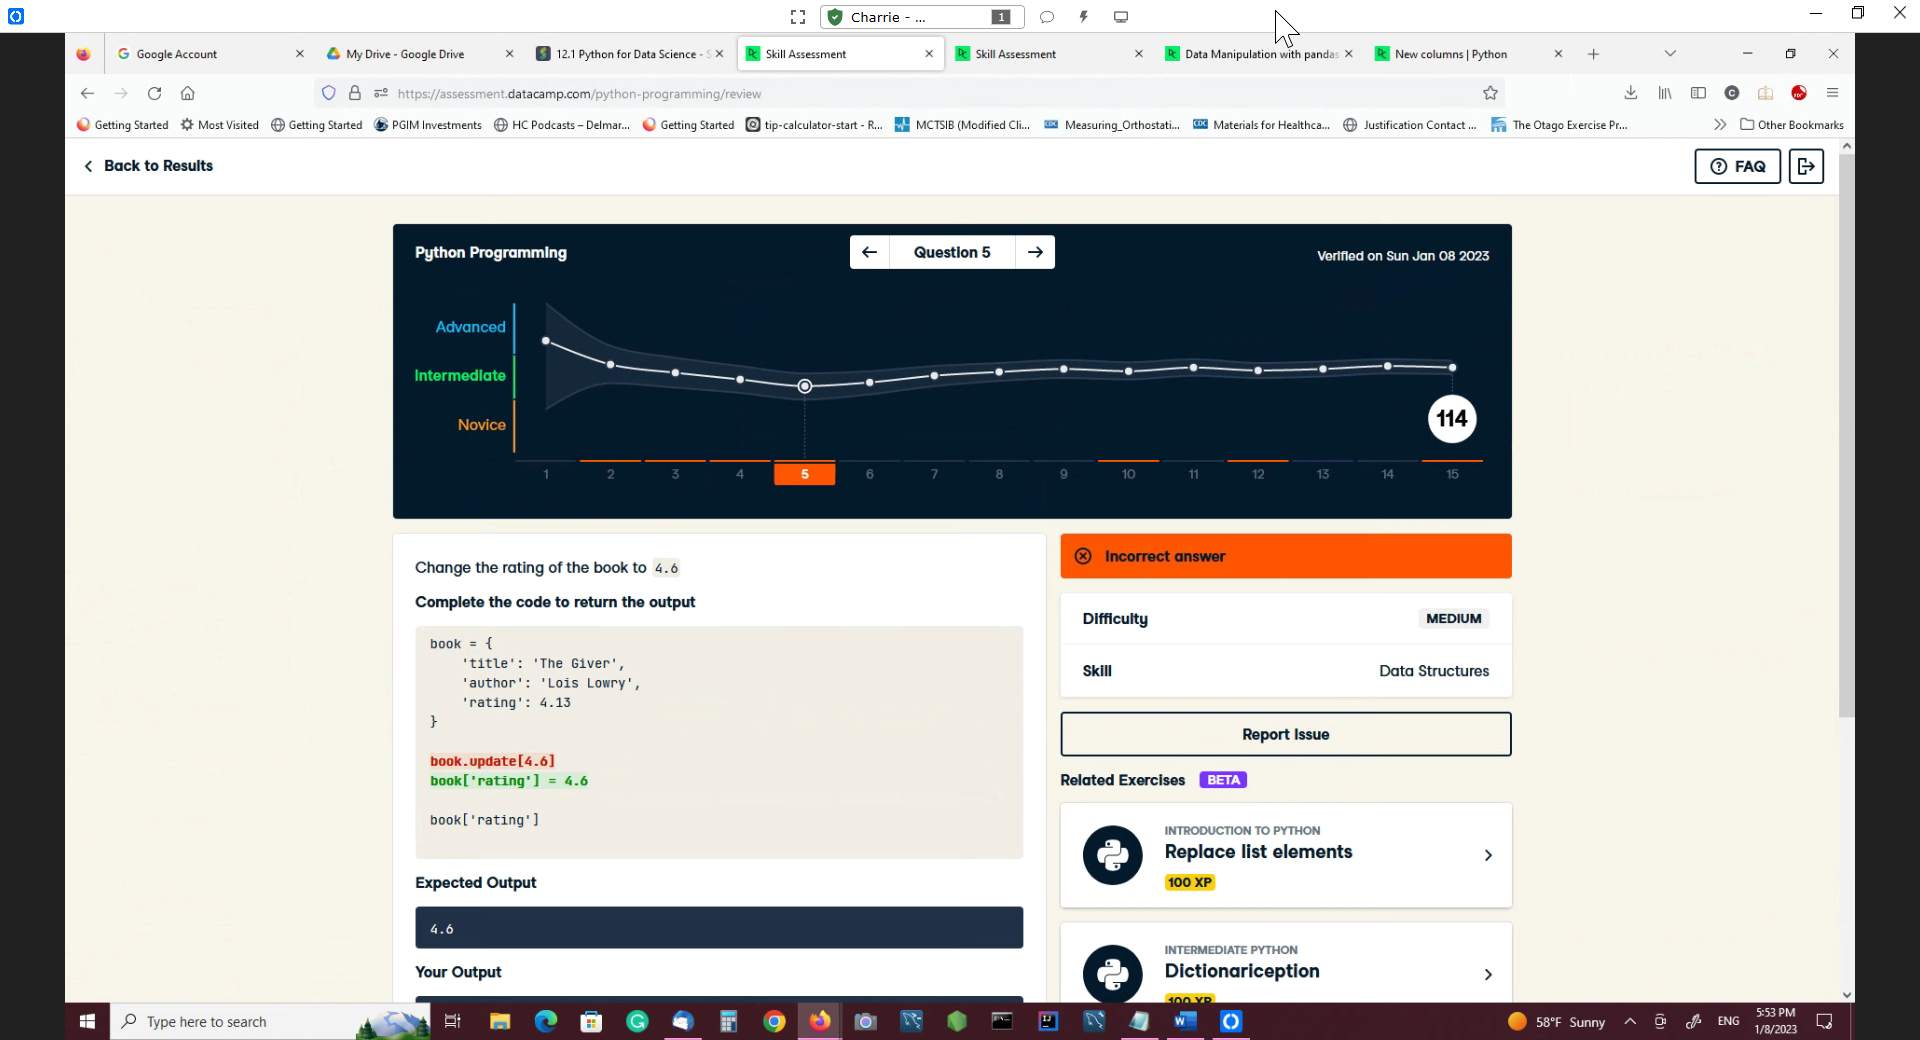 Charrie - ...
1
Google Account
My Drive - Google Drive
12.1 Python for Data Science - S
Skill Assessment
Skill Assessment
Data Manipulation with pandas
New columns | Python
https://assessment.datacamp.com/python-programming/review
Getting Started
Most Visited
Getting Started
PGIM Investments
HC Podcasts – Delmar...
Getting Started
tip-calculator-start - R...
MCTSIB (Modified Cli...
Measuring_Orthostati...
Materials for Healthca...
Justification Contact ...
The Otago Exercise Pr...
Other Bookmarks
Back to Results
FAQ
Python Programming
Question 5
Verified on Sun Jan 08 2023
Advanced
Intermediate
Novice
114
1 2 3 4 5 6 7 8 9 10 11 12 13 14 15
Change the rating of the book to 4.6
Complete the code to return the output
book = {
'title': 'The Giver',
'author': 'Lois Lowry',
'rating': 4.13
}
book.update[4.6]
book['rating'] = 4.6
book['rating']
Expected Output
4.6
Your Output
Incorrect answer
Difficulty
MEDIUM
Skill
Data Structures
Report Issue
Related Exercises
BETA
INTRODUCTION TO PYTHON
Replace list elements
100 XP
INTERMEDIATE PYTHON
Dictionariception
100 XP
Type here to search
58°F Sunny
ENG
5:53 PM
1/8/2023